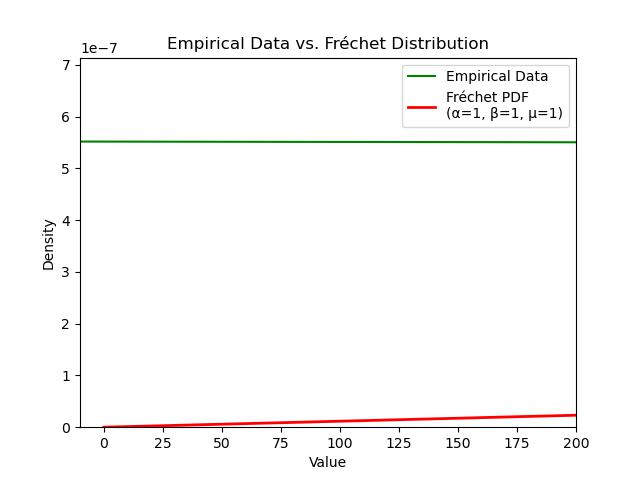 Empirical Data vs. Fréchet Distribution
1e−7
7
6
5
4
3
2
1
0
Density
Empirical Data
Fréchet PDF
(α=1, β=1, μ=1)
0 25 50 75 100 125 150 175 200
Value